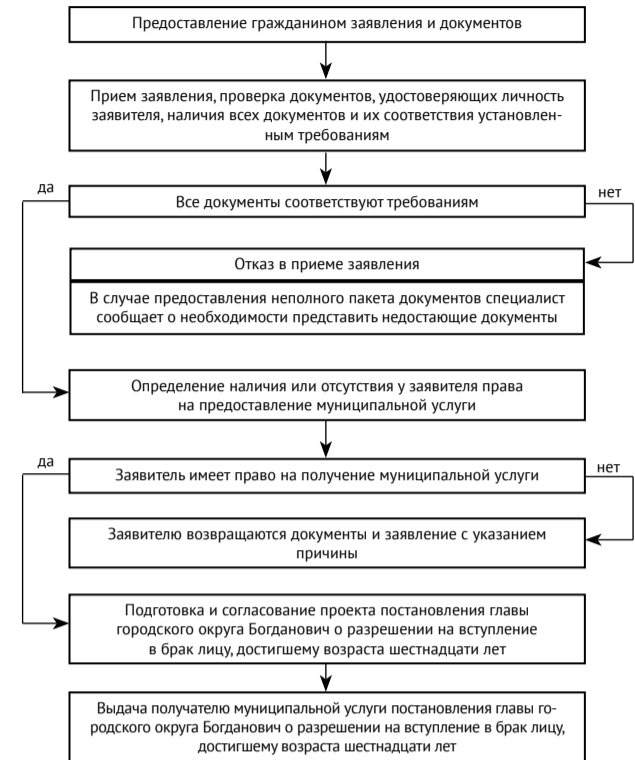 Предоставление гражданином заявления и документов
Прием заявления, проверка документов, удостоверяющих личность
заявителя, наличия всех документов и их соответствия установлен-
ным требованиям
да
нет
Все документы соответствуют требованиям
Отказ в приеме заявления
В случае предоставления неполного пакета документов специалист
сообщает о необходимости представить недостающие документы
Определение наличия или отсутствия у заявителя права
на предоставление муниципальной услуги
да
нет
Заявитель имеет право на получение муниципальной услуги
Заявителю возвращаются документы и заявление с указанием
причины
Подготовка и согласование проекта постановления главы
городского округа Богданович о разрешении на вступление
в брак лицу, достигшему возраста шестнадцати лет
Выдача получателю муниципальной услуги постановления главы го-
родского округа Богданович о разрешении на вступление в брак лицу,
достигшему возраста шестнадцати лет